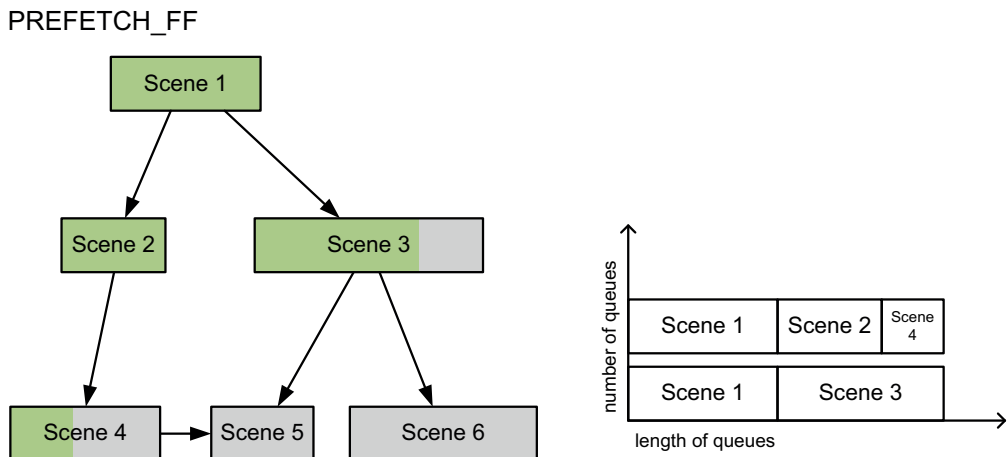 PREFETCH_FF
Scene 1
Scene 2
Scene 3
Scene 4
Scene 5
Scene 6
number of queues
Scene 1
Scene 2
Scene
4
Scene 1
Scene 3
length of queues